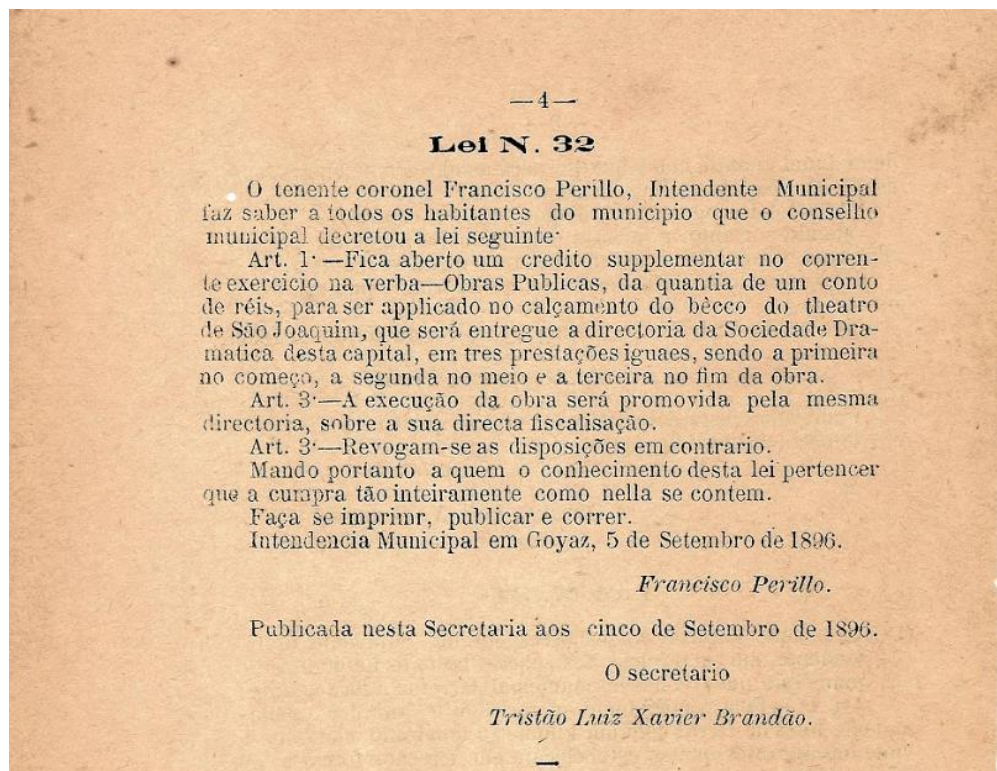 —4—
Lei N. 32
O tenente coronel Francisco Perillo, Intendente Municipal
faz saber a todos os habitantes do municipio que o conselho
municipal decretou a lei seguinte·
Art. 1·—Fica aberto um credito supplementar no corren-
te exercicio na verba—Obras Publicas, da quantia de um conto
de réis, para ser applicado no calçamento do bècco do theatro
de São Joaquim, que será entregue a directoria da Sociedade Dra-
matica desta capital, em tres prestações iguaes, sendo a primeira
no começo, a segunda no meio e a terceira no fim da obra.
Art. 3·—A execução da obra será promovida pela mesma
directoria, sobre a sua directa fiscalisação.
Art. 3·—Revogam-se as disposições em contrario.
Mando portanto a quem o conhecimento desta lei pertencer
que a cumpra tão inteiramente como nella se contem.
Faça se imprimr, publicar e correr.
Intendencia Municipal em Goyaz, 5 de Setembro de 1896.
Francisco Perillo.
Publicada nesta Secretaria aos cinco de Setembro de 1896.
O secretario
Tristão Luiz Xavier Brandão.